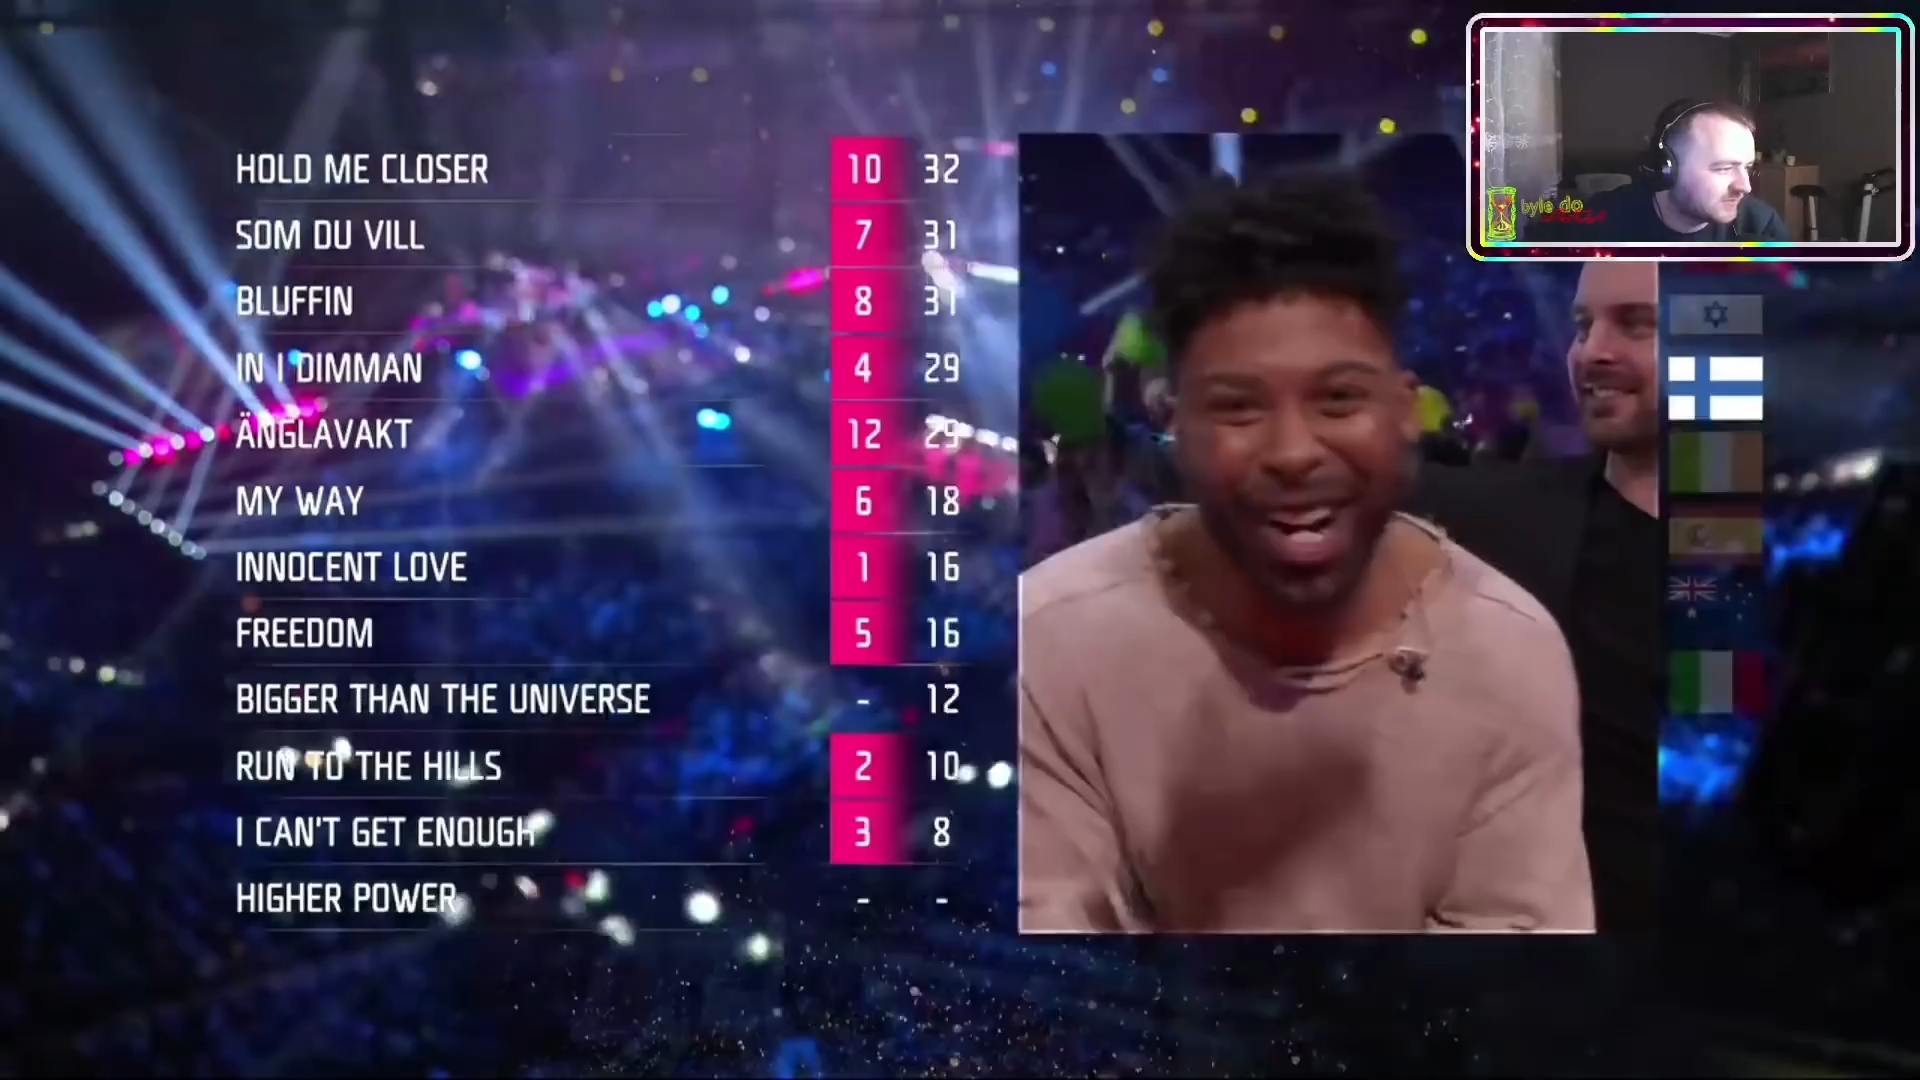 HOLD ME CLOSER 10 32
SOM DU VILL 7 31
BLUFFIN 8 31
IN I DIMMAN 4 29
ÄNGLAVAKT 12 29
MY WAY 6 18
INNOCENT LOVE 1 16
FREEDOM 5 16
BIGGER THAN THE UNIVERSE - 12
RUN TO THE HILLS 2 10
I CAN'T GET ENOUGH 3 8
HIGHER POWER - -
byle do